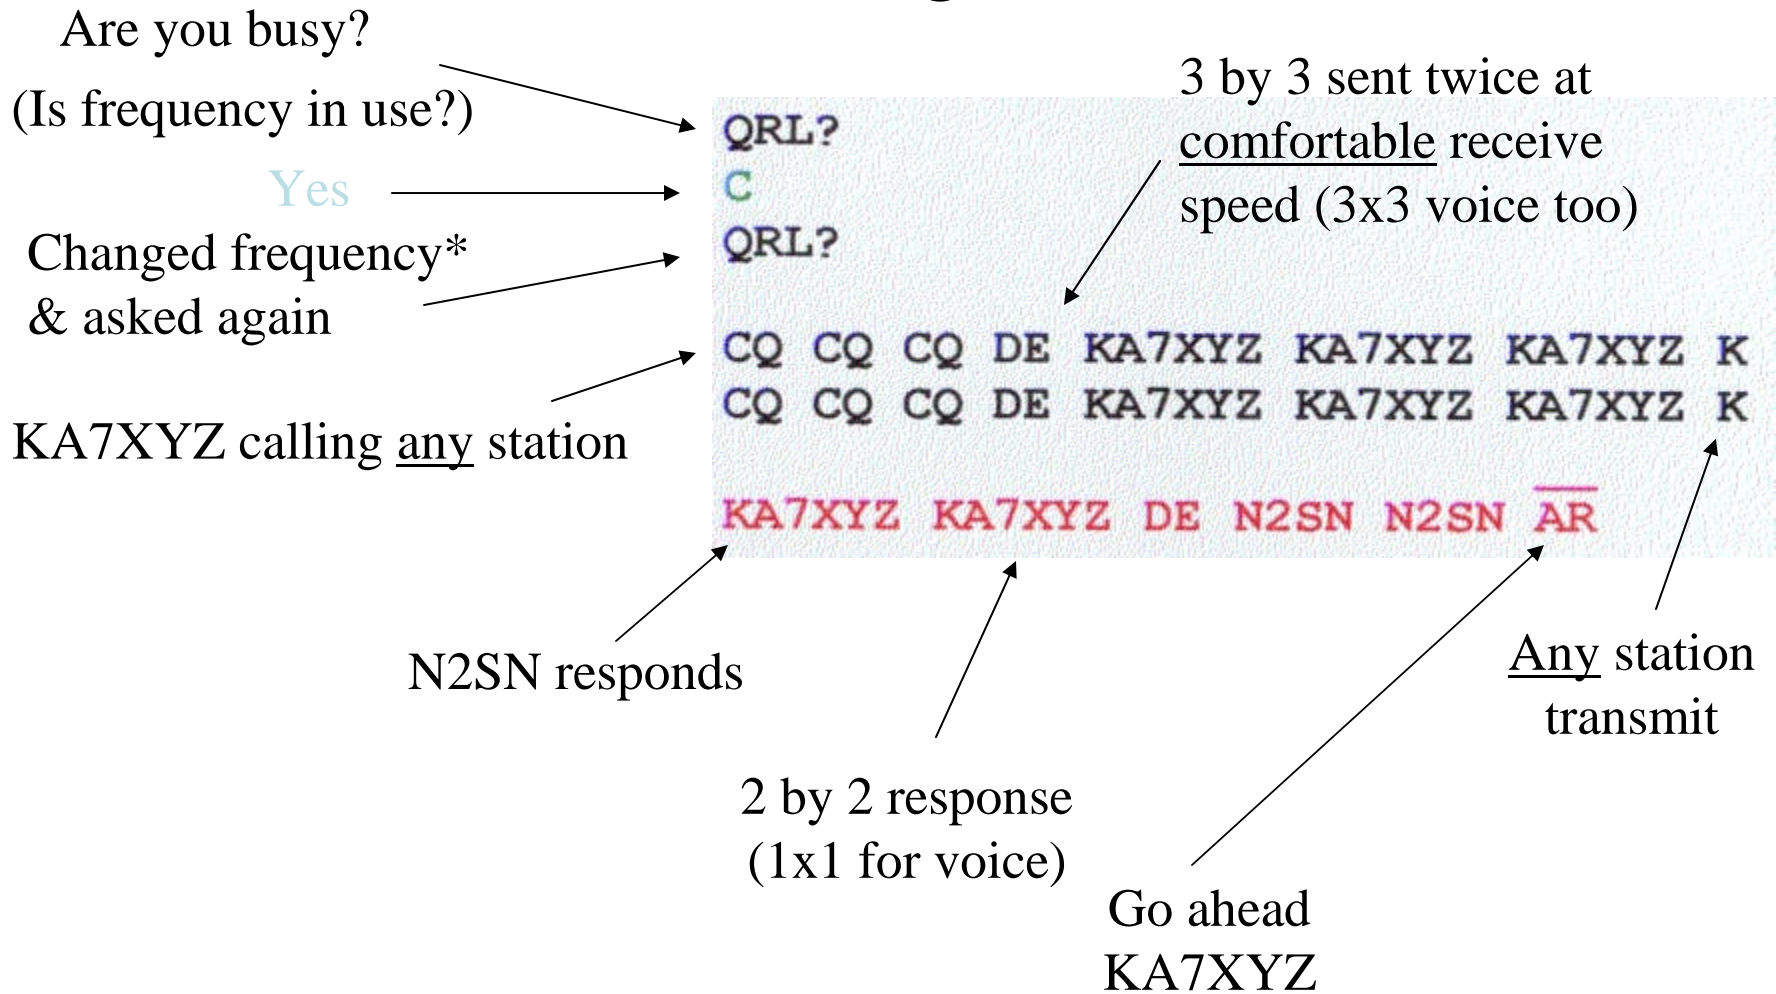 Are you busy?
(Is frequency in use?)
Yes
Changed frequency*
& asked again
KA7XYZ calling any station
3 by 3 sent twice at
comfortable receive
speed (3x3 voice too)
QRL?
C
QRL?
CQ CQ CQ DE KA7XYZ KA7XYZ KA7XYZ K
CQ CQ CQ DE KA7XYZ KA7XYZ KA7XYZ K
KA7XYZ KA7XYZ DE N2SN N2SN AR
N2SN responds
2 by 2 response
(1x1 for voice)
Go ahead
KA7XYZ
Any station
transmit